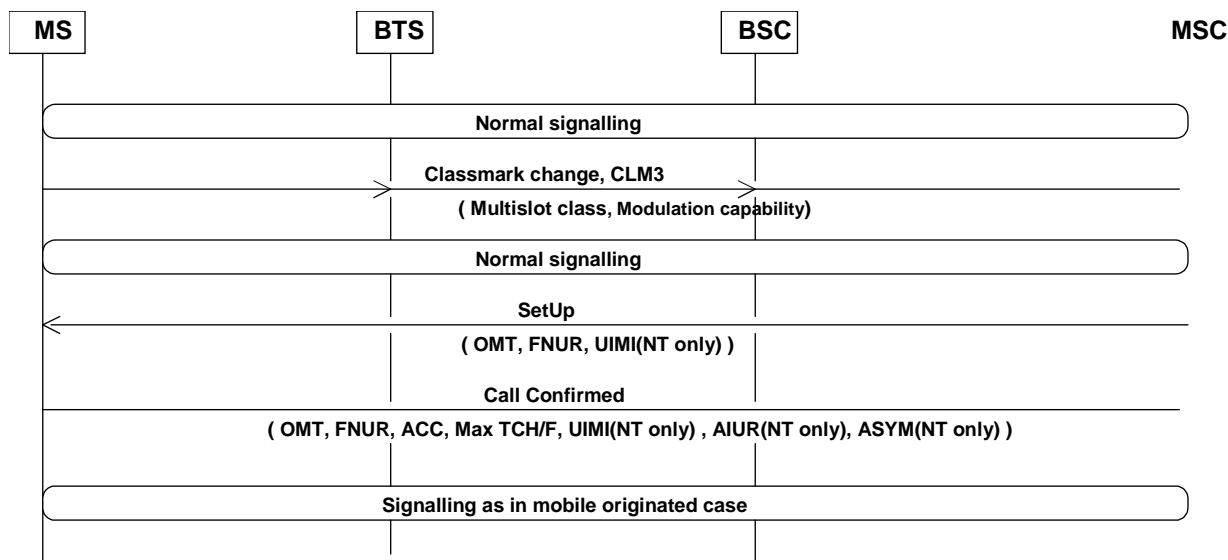 MS BTS BSC MSC
Normal signalling
Classmark change, CLM3
( Multislot class, Modulation capability)
Normal signalling
SetUp
( OMT, FNUR, UIMI(NT only) )
Call Confirmed
( OMT, FNUR, ACC, Max TCH/F, UIMI(NT only) , AIUR(NT only), ASYM(NT only) )
Signalling as in mobile originated case